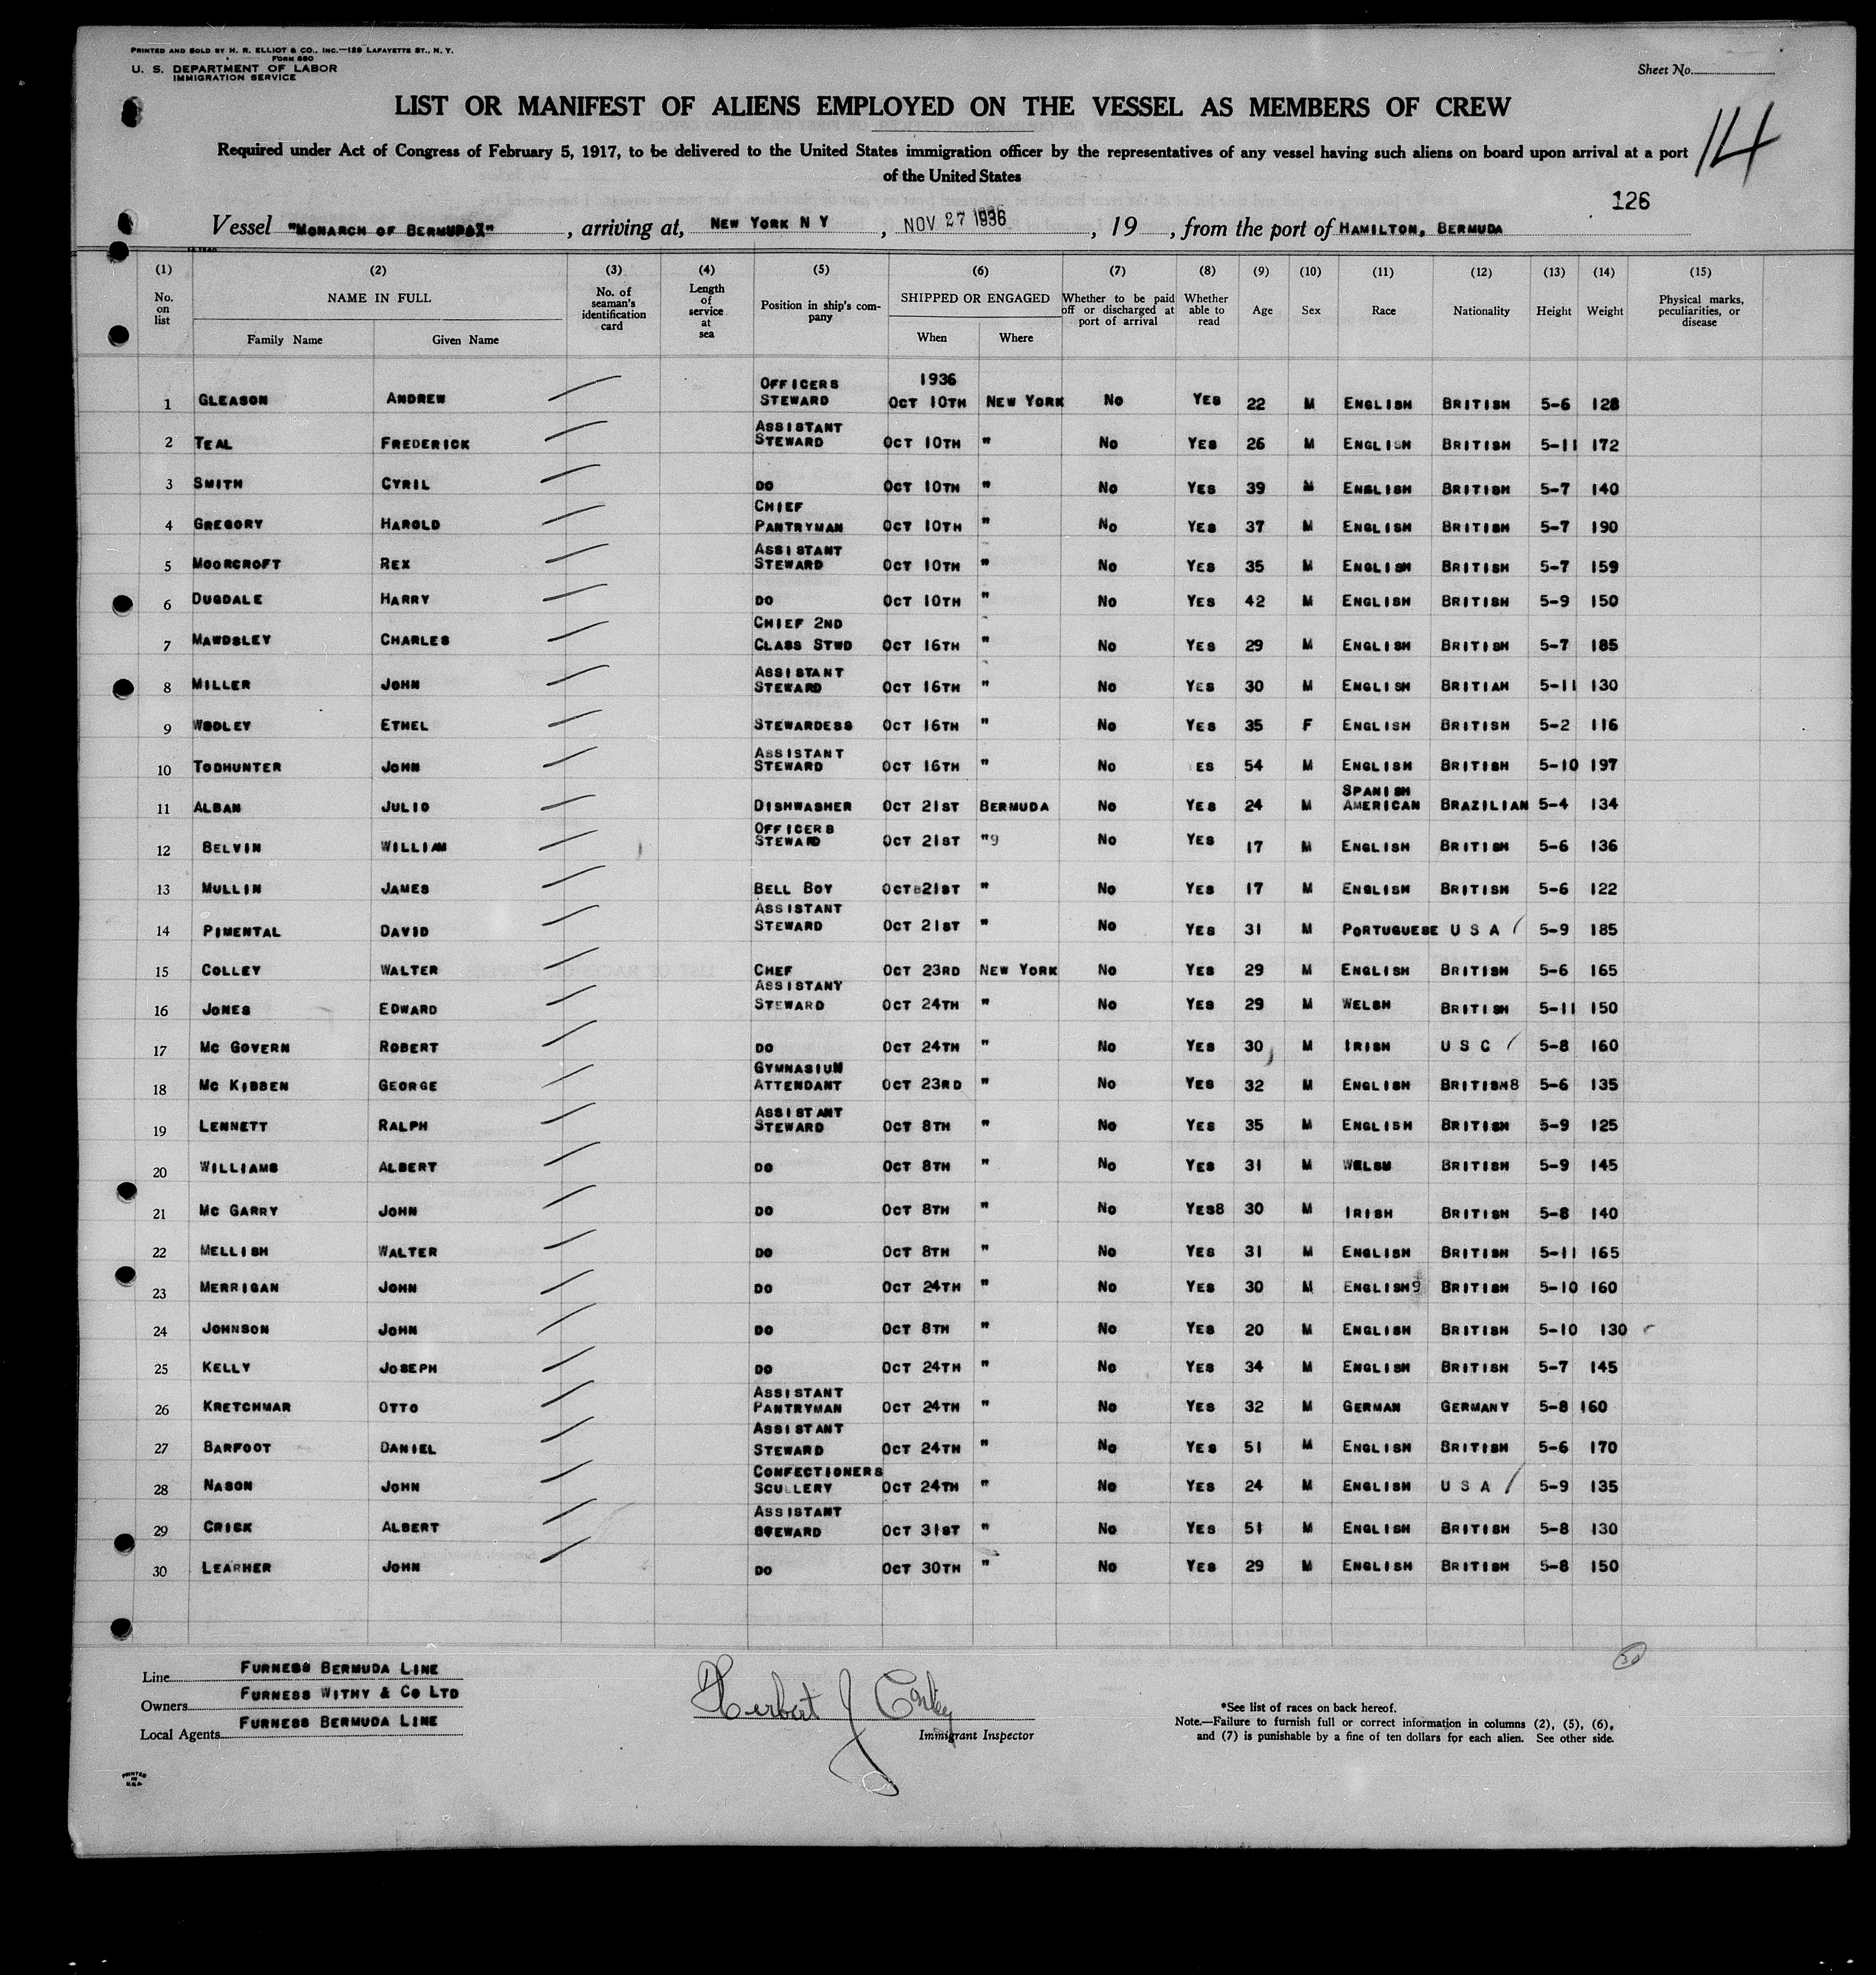 PRINTED AND SOLD BY H. R. ELLIOT & CO., INC.—129 LAFAYETTE ST., N. Y.
FORM 680
U. S. DEPARTMENT OF LABOR
IMMIGRATION SERVICE
Sheet No.
LIST OR MANIFEST OF ALIENS EMPLOYED ON THE VESSEL AS MEMBERS OF CREW
14
Required under Act of Congress of February 5, 1917, to be delivered to the United States immigration officer by the representatives of any vessel having such aliens on board upon arrival at a port
of the United States
126
Vessel "MONARCH OF BERMUDA", arriving at, NEW YORK N Y, NOV 27 1936, 19 , from the port of HAMILTON, BERMUDA
(1) (2) (3) (4) (5) (6) (7) (8) (9) (10) (11) (12) (13) (14) (15)
No. on list NAME IN FULL Family Name Given Name No. of seaman's identification card Length of service at sea Position in ship's company SHIPPED OR ENGAGED When Where Whether to be paid off or discharged at port of arrival Whether able to read Age Sex Race Nationality Height Weight Physical marks, peculiarities, or disease
1936
1 GLEASON ANDREW OFFICERS STEWARD OCT 10TH NEW YORK NO YES 22 M ENGLISH BRITISH 5-6 128
2 TEAL FREDERICK ASSISTANT STEWARD OCT 10TH " NO YES 26 M ENGLISH BRITISH 5-11 172
3 SMITH CYRIL DO OCT 10TH " NO YES 39 M ENGLISH BRITISH 5-7 140
4 GREGORY HAROLD CHIEF PANTRYMAN OCT 10TH " NO YES 37 M ENGLISH BRITISH 5-7 190
5 MOORCROFT REX ASSISTANT STEWARD OCT 10TH " NO YES 35 M ENGLISH BRITISH 5-7 159
6 DUGDALE HARRY DO OCT 10TH " NO YES 42 M ENGLISH BRITISH 5-9 150
7 MAWDSLEY CHARLES CHIEF 2ND CLASS STWD OCT 16TH " NO YES 29 M ENGLISH BRITISH 5-7 185
8 MILLER JOHN ASSISTANT STEWARD OCT 16TH " NO YES 30 M ENGLISH BRITIAH 5-11 130
9 WODLEY ETHEL STEWARDESS OCT 16TH " NO YES 35 F ENGLISH BRITISH 5-2 116
10 TODHUNTER JOHN ASSISTANT STEWARD OCT 16TH " NO ES 54 M ENGLISH BRITISH 5-10 197
11 ALBAN JULIO DISHWASHER OCT 21ST BERMUDA NO YES 24 M SPANISH AMERICAN BRAZILIAN 5-4 134
12 BELVIN WILLIAM OFFICERS STEWARD OCT 21ST "9 NO YES 17 M ENGLISH BRITISH 5-6 136
13 MULLIN JAMES BELL BOY OCT 21ST " NO YES 17 M ENGLISH BRITISH 5-6 122
14 PIMENTAL DAVID ASSISTANT STEWARD OCT 21ST " NO YES 31 M PORTUGUESE U S A 5-9 185
15 COLLEY WALTER CHEF OCT 23RD NEW YORK NO YES 29 M ENGLISH BRITISH 5-6 165
16 JONES EDWARD ASSISTANY STEWARD OCT 24TH " NO YES 29 M WELSH BRITISH 5-11 150
17 MC GOVERN ROBERT DO OCT 24TH " NO YES 30 M IRISH U S C 5-8 160
18 MC KIBBEN GEORGE GYMNASIUM ATTENDANT OCT 23RD " NO YES 32 M ENGLISH BRITISH8 5-6 135
19 LENNETT RALPH ASSISTANT STEWARD OCT 8TH " NO YES 35 M ENGLISH BRITISH 5-9 125
20 WILLIAMS ALBERT DO OCT 8TH " NO YES 31 M WELSH BRITISH 5-9 145
21 MC GARRY JOHN DO OCT 8TH " NO YES8 30 M IRISH BRITISH 5-8 140
22 MELLISH WALTER DO OCT 8TH " NO YES 31 M ENGLISH BRITISH 5-11 165
23 MERRIGAN JOHN DO OCT 24TH " NO YES 30 M ENGLISH9 BRITISH 5-10 160
24 JOHNSON JOHN DO OCT 8TH " NO YES 20 M ENGLISH BRITISH 5-10 130
25 KELLY JOSEPH DO OCT 24TH " NO YES 34 M ENGLISH BRITISH 5-7 145
26 KRETCHMAR OTTO ASSISTANT PANTRYMAN OCT 24TH " NO YES 32 M GERMAN GERMANY 5-8 160
27 BARFOOT DANIEL ASSISTANT STEWARD OCT 24TH " NO YES 51 M ENGLISH BRITISH 5-6 170
28 NASON JOHN CONFECTIONERS SCULLERY OCT 24TH " NO YES 24 M ENGLISH U S A 5-9 135
29 CRICK ALBERT ASSISTANT STEWARD OCT 31ST " NO YES 51 M ENGLISH BRITISH 5-8 130
30 LEARHER JOHN DO OCT 30TH " NO YES 29 M ENGLISH BRITISH 5-8 150
30
Line FURNESS BERMUDA LINE
Owners FURNESS WITHY & CO LTD
Local Agents FURNESS BERMUDA LINE
Herbert J
Immigrant Inspector
*See list of races on back hereof.
Note.—Failure to furnish full or correct information in columns (2), (5), (6),
and (7) is punishable by a fine of ten dollars for each alien. See other side.
PRINTED
IN
U.S.A.